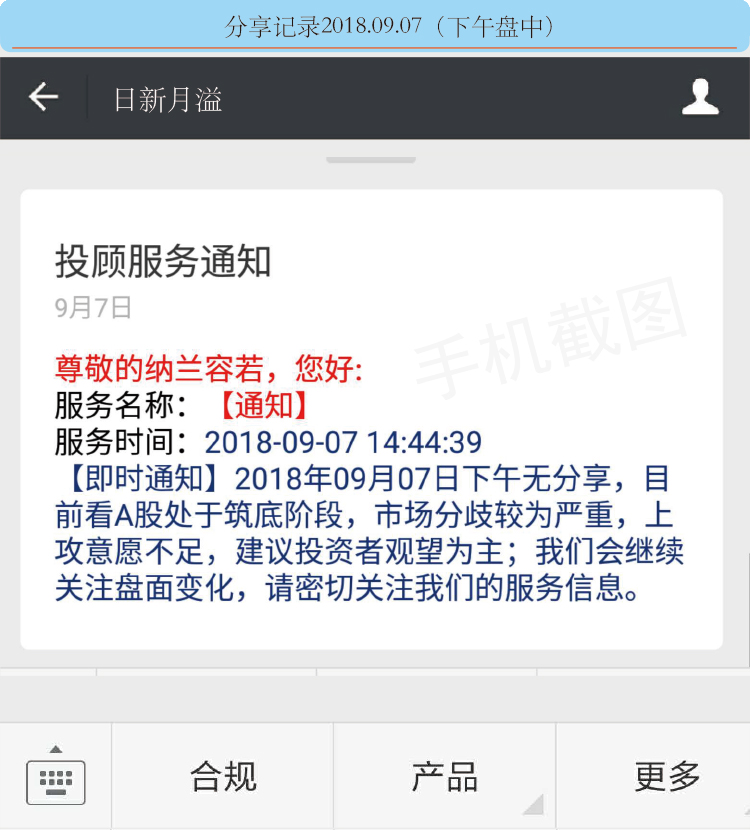 分享记录2018.09.07（下午盘中）
日新月溢
投顾服务通知
9月7日
手机截图
尊敬的纳兰容若，您好:
服务名称：【通知】
服务时间：2018-09-07 14:44:39
【即时通知】2018年09月07日下午无分享，目
前看A股处于筑底阶段，市场分歧较为严重，上
攻意愿不足，建议投资者观望为主；我们会继续
关注盘面变化，请密切关注我们的服务信息。
合规
产品
更多